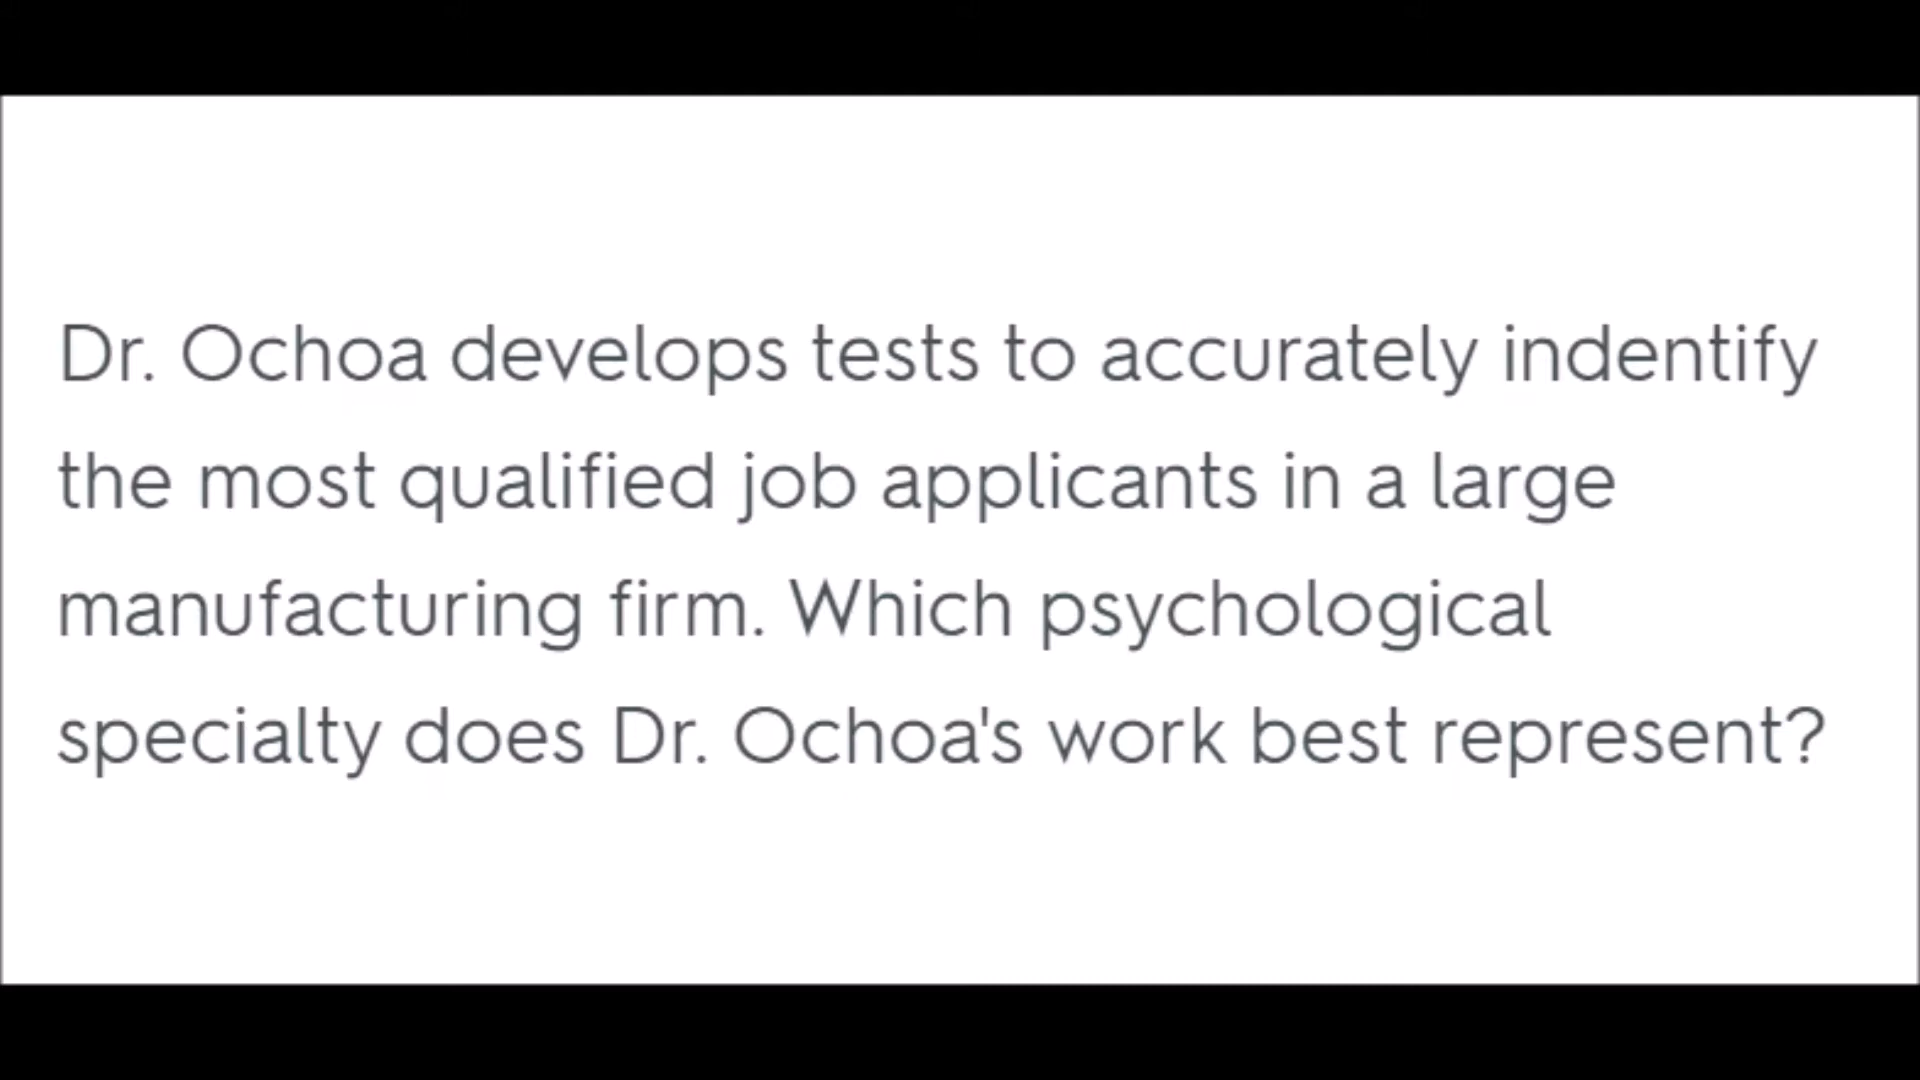 Dr. Ochoa develops tests to accurately indentify
the most qualified job applicants in a large
manufacturing firm. Which psychological
specialty does Dr. Ochoa's work best represent?